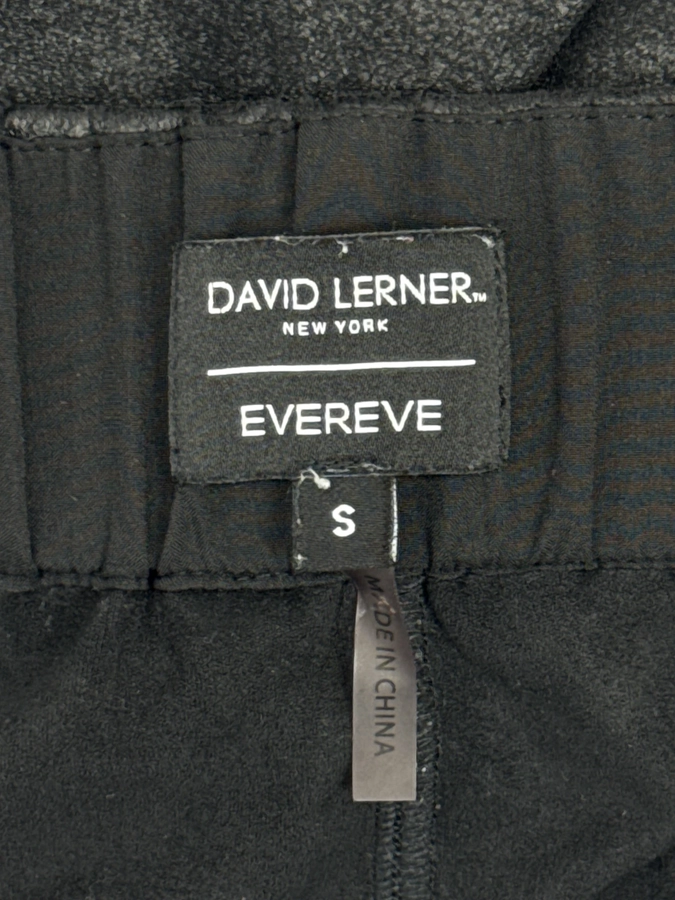 DAVID LERNER™
NEW YORK
EVEREVE
S
MADE IN CHINA